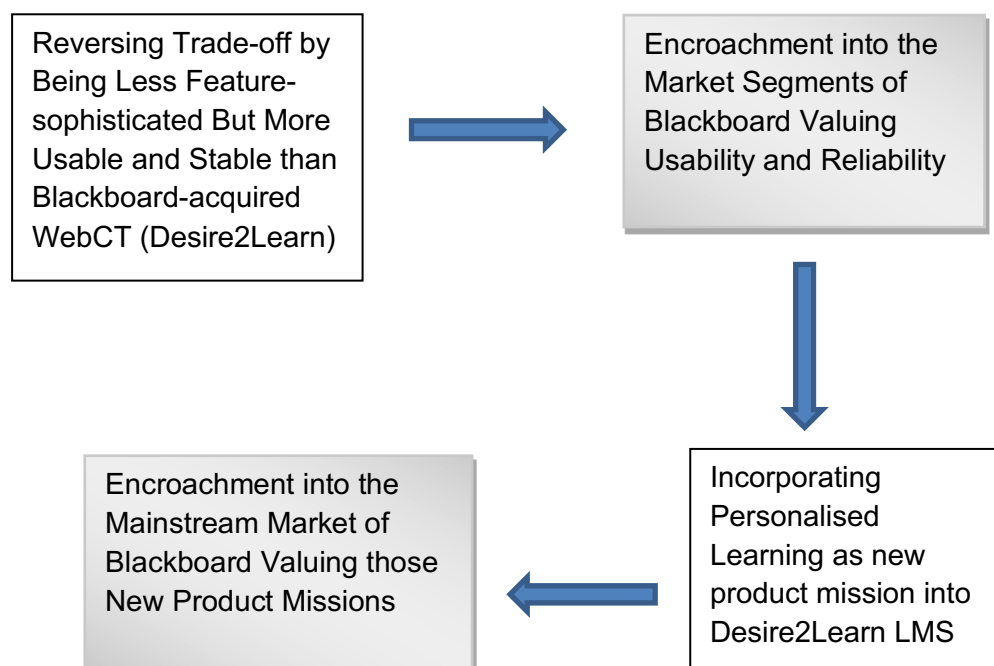 Reversing Trade-off by
Being Less Feature-
sophisticated But More
Usable and Stable than
Blackboard-acquired
WebCT (Desire2Learn)
Encroachment into the
Market Segments of
Blackboard Valuing
Usability and Reliability
Incorporating
Personalised
Learning as new
product mission into
Desire2Learn LMS
Encroachment into the
Mainstream Market of
Blackboard Valuing those
New Product Missions